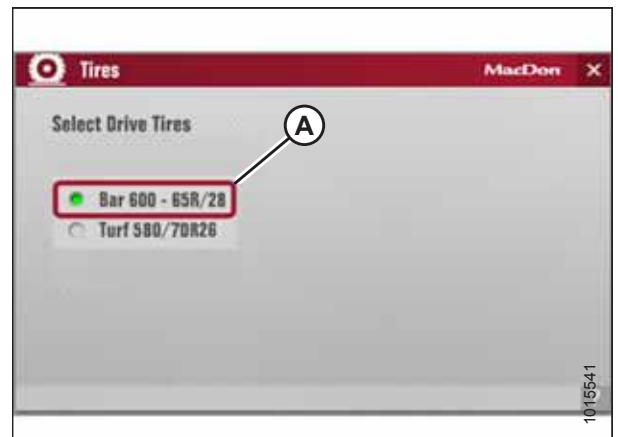 Tires
MacDon ×
Select Drive Tires
A
Bar 600 - 65R/28
Turf 580/70R26
1015541